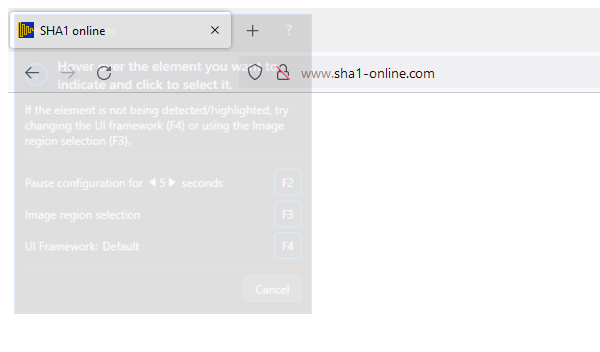 SHA1 online
?
www.sha1-online.com
Hover over the element you want to
indicate and click to select it.
If the element is not being detected/highlighted, try
changing the UI framework (F4) or using the Image
region selection (F3).
Pause configuration for 5 seconds F2
Image region selection F3
UI Framework: Default F4
Cancel